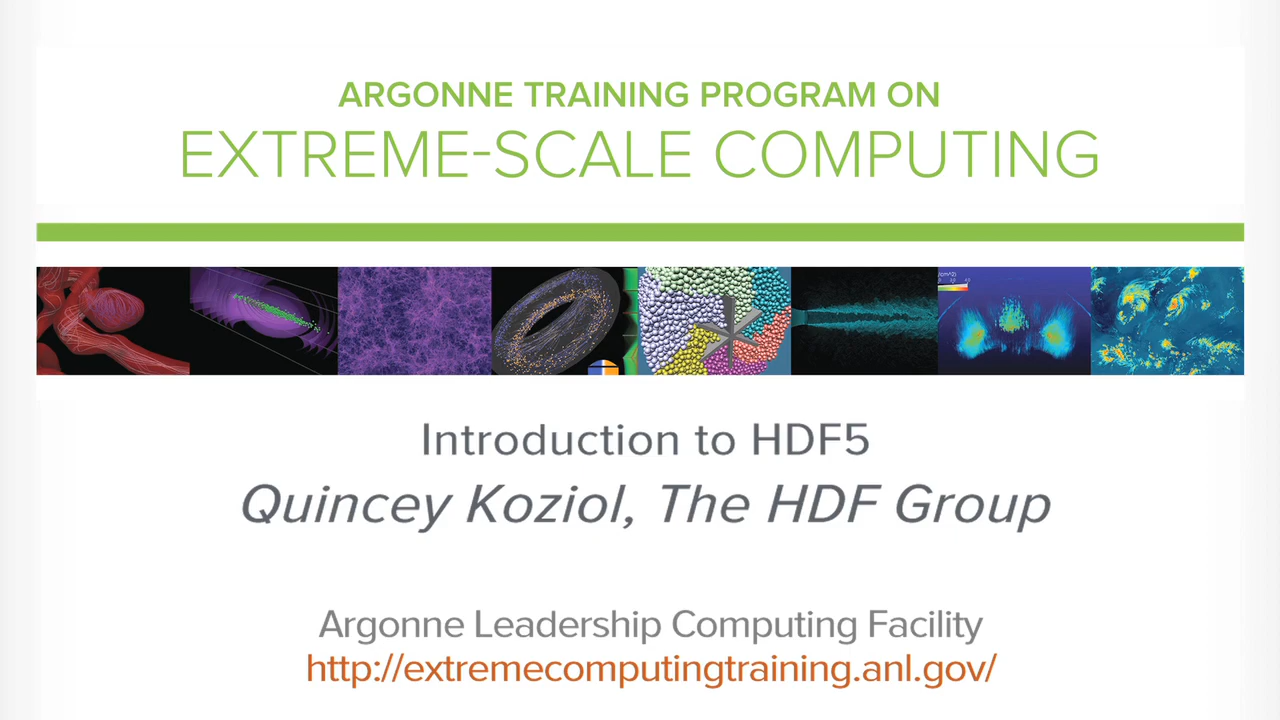 ARGONNE TRAINING PROGRAM ON
EXTREME-SCALE COMPUTING
Introduction to HDF5
Quincey Koziol, The HDF Group
Argonne Leadership Computing Facility
http://extremecomputingtraining.anl.gov/